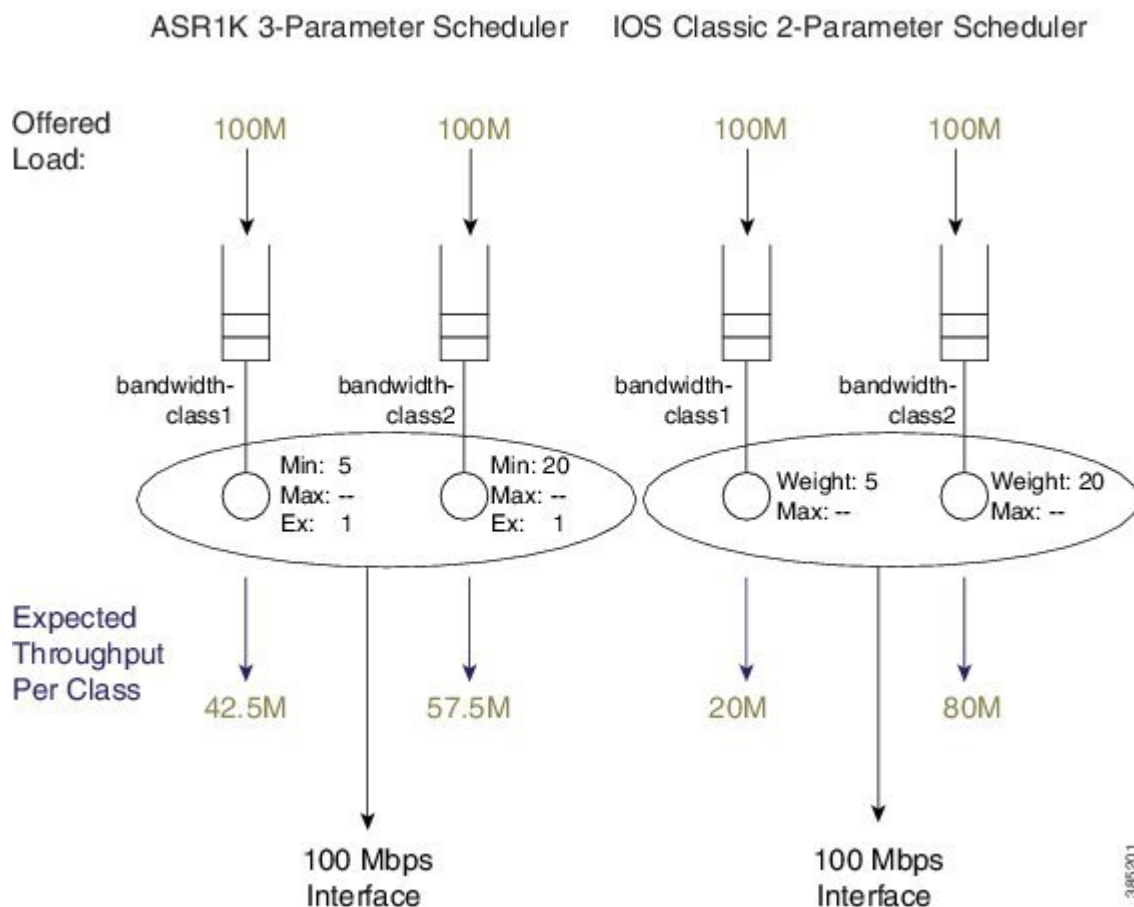 ASR1K 3-Parameter Scheduler
IOS Classic 2-Parameter Scheduler
Offered
Load:
100M
100M
100M
100M
bandwidth-
class1
bandwidth-
class2
bandwidth-
class1
bandwidth-
class2
Min: 5
Max: --
Ex: 1
Min: 20
Max: --
Ex: 1
Weight: 5
Max: --
Weight: 20
Max: --
Expected
Throughput
Per Class
42.5M
57.5M
20M
80M
100 Mbps
Interface
100 Mbps
Interface
385201